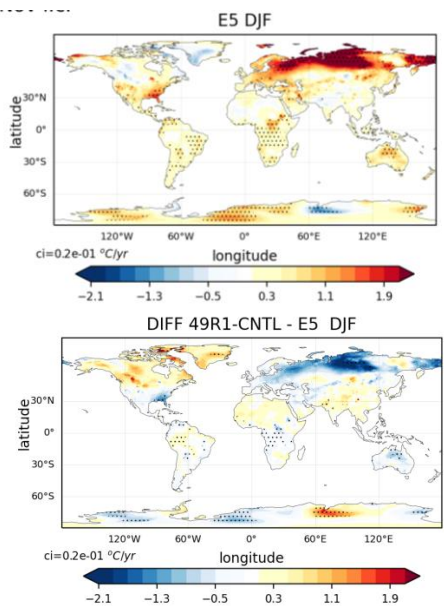 E5 DJF
30°N
0°
30°S
60°S
latitude
120°W 60°W 0° 60°E 120°E
ci=0.2e-01 °C/yr longitude
−2.1 −1.3 −0.5 0.3 1.1 1.9
DIFF 49R1-CNTL - E5 DJF
30°N
0°
30°S
60°S
latitude
120°W 60°W 0° 60°E 120°E
ci=0.2e-01 °C/yr longitude
−2.1 −1.3 −0.5 0.3 1.1 1.9